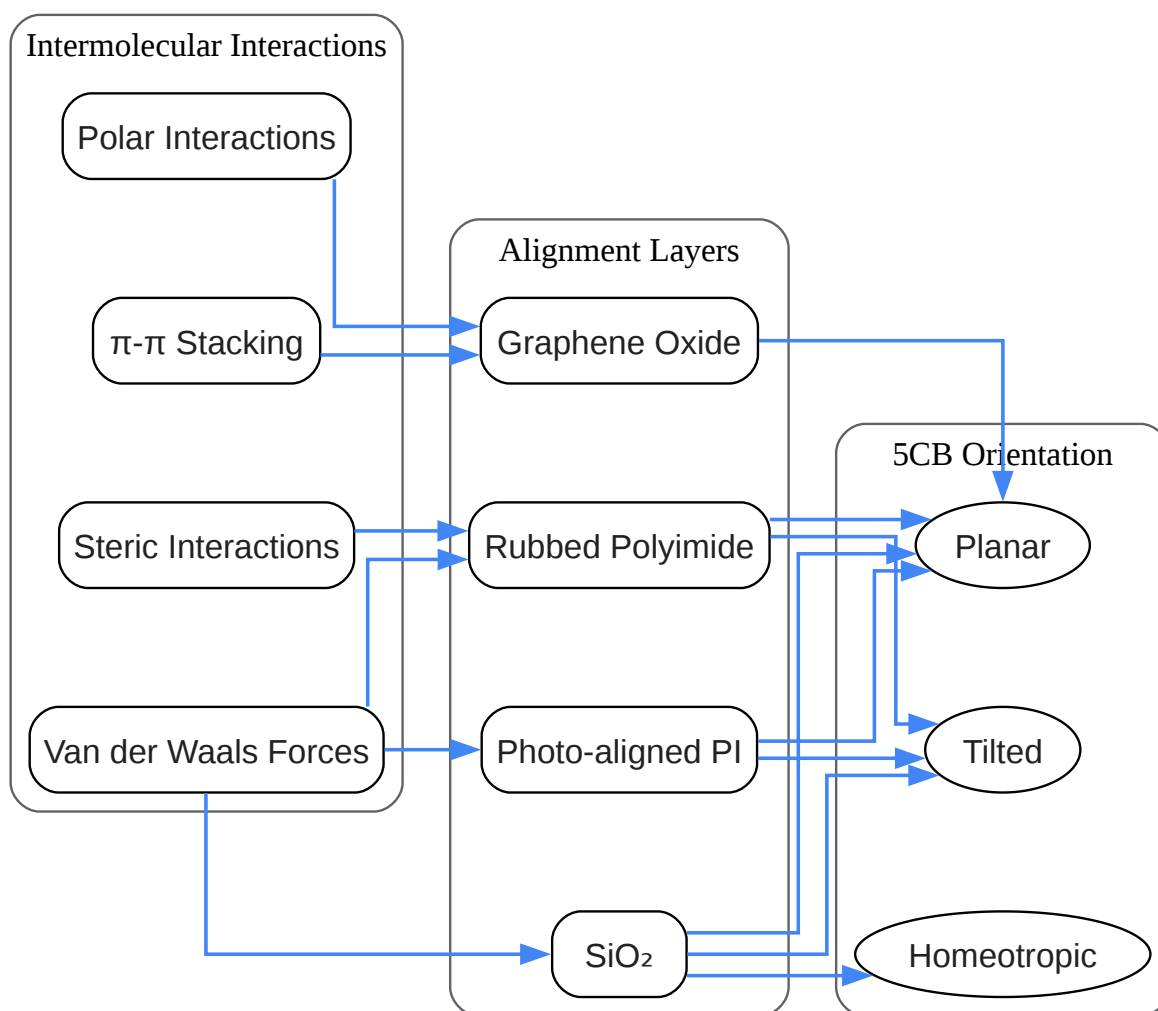 Intermolecular Interactions
Polar Interactions
π-π Stacking
Steric Interactions
Van der Waals Forces
Alignment Layers
Graphene Oxide
Rubbed Polyimide
Photo-aligned PI
SiO₂
5CB Orientation
Planar
Tilted
Homeotropic